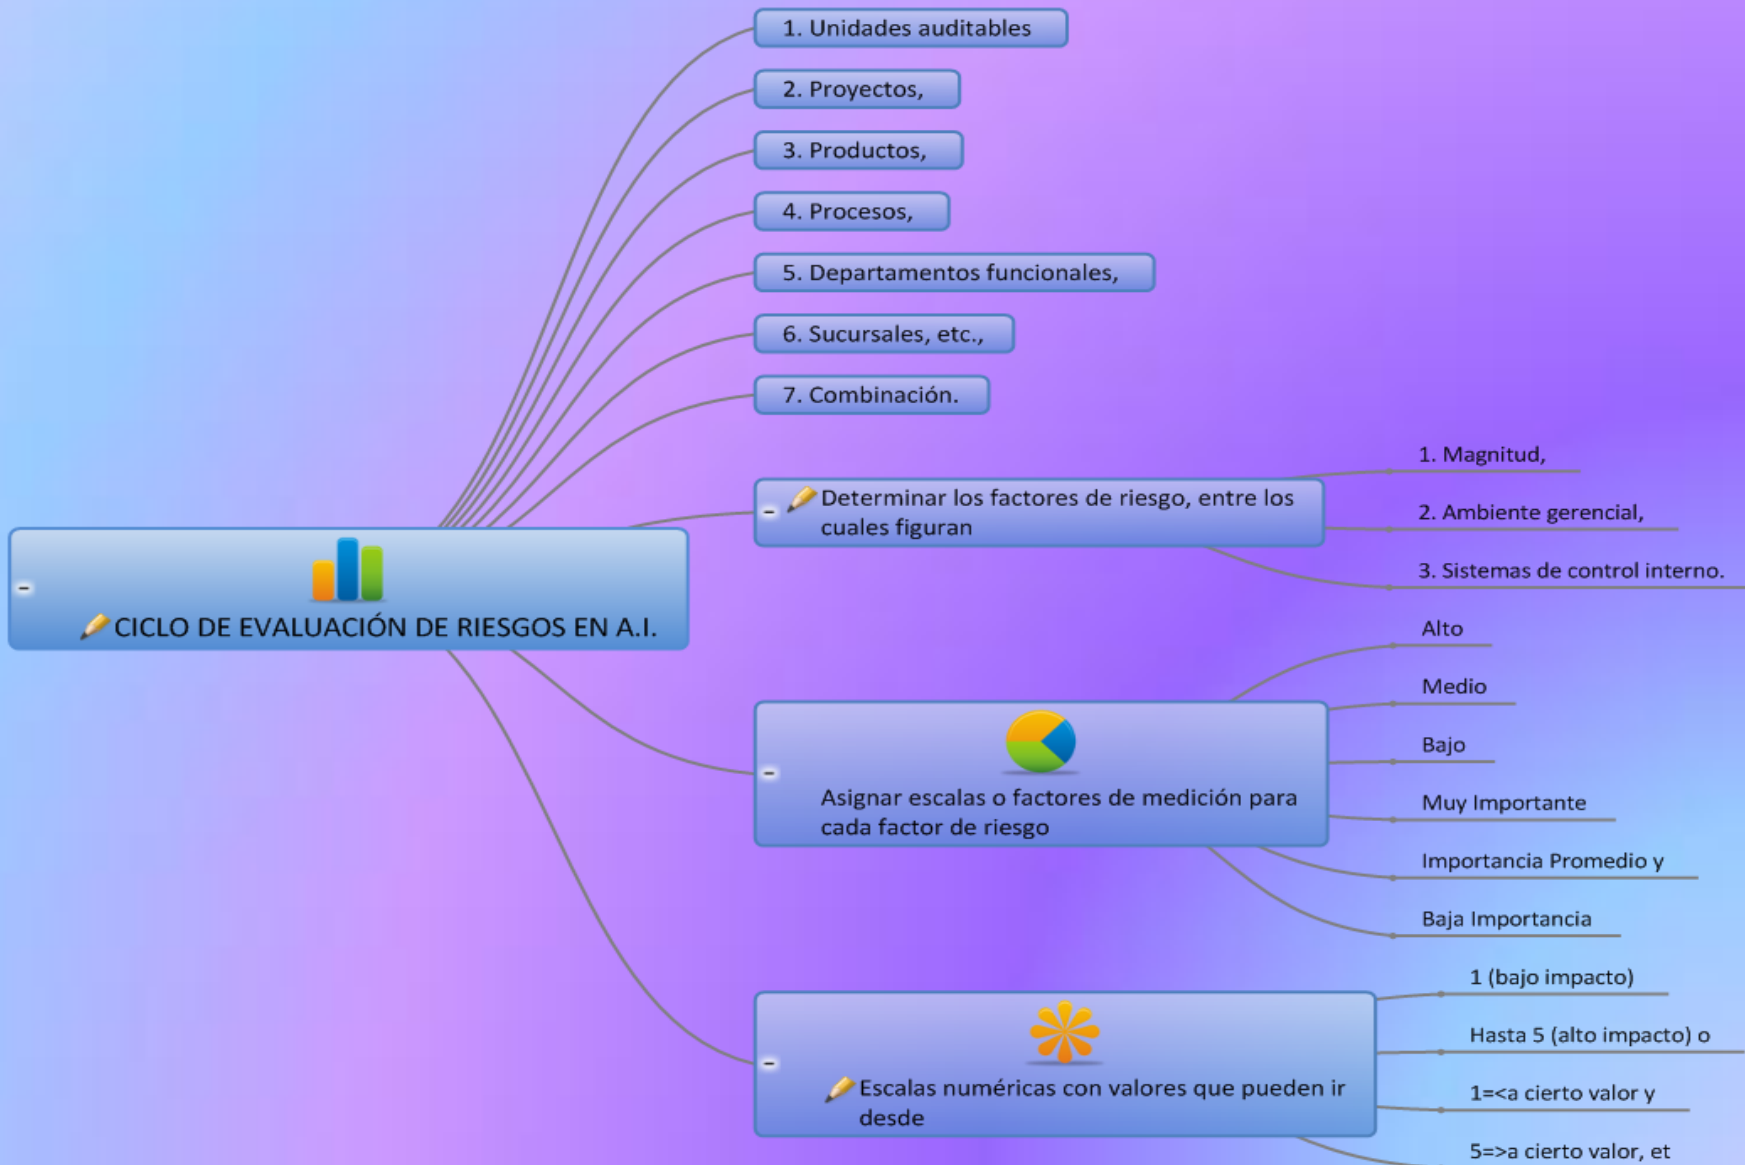 1. Unidades auditables
2. Proyectos,
3. Productos,
4. Procesos,
5. Departamentos funcionales,
6. Sucursales, etc.,
7. Combinación.
CICLO DE EVALUACIÓN DE RIESGOS EN A.I.
Determinar los factores de riesgo, entre los
cuales figuran
1. Magnitud,
2. Ambiente gerencial,
3. Sistemas de control interno.
Asignar escalas o factores de medición para
cada factor de riesgo
Alto
Medio
Bajo
Muy Importante
Importancia Promedio y
Baja Importancia
Escalas numéricas con valores que pueden ir
desde
1 (bajo impacto)
Hasta 5 (alto impacto) o
1=<a cierto valor y
5=>a cierto valor, et